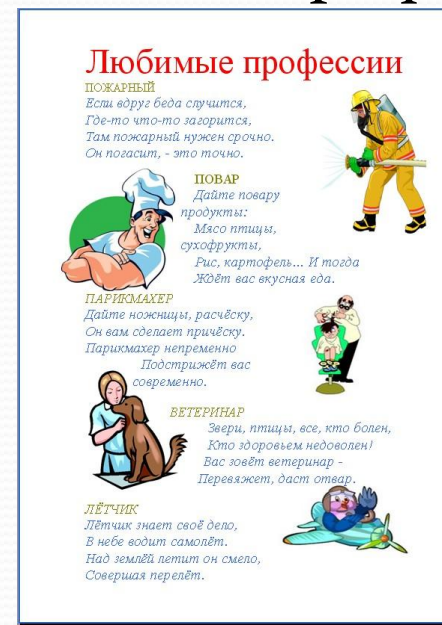 Любимые профессии
ПОЖАРНЫЙ
Если вдруг беда случится,
Где-то что-то загорится,
Там пожарный нужен срочно.
Он погасит, - это точно.
ПОВАР
Дайте повару
продукты:
Мясо птицы,
сухофрукты,
Рис, картофель... И тогда
Ждёт вас вкусная еда.
ПАРИКМАХЕР
Дайте ножницы, расчёску,
Он вам сделает причёску.
Парикмахер непременно
Подстрижёт вас
современно.
ВЕТЕРИНАР
Звери, птицы, все, кто болен,
Кто здоровьем недоволен!
Вас зовёт ветеринар -
Перевяжет, даст отвар.
ЛЁТЧИК
Лётчик знает своё дело,
В небе водит самолёт.
Над землёй летит он смело,
Совершая перелёт.